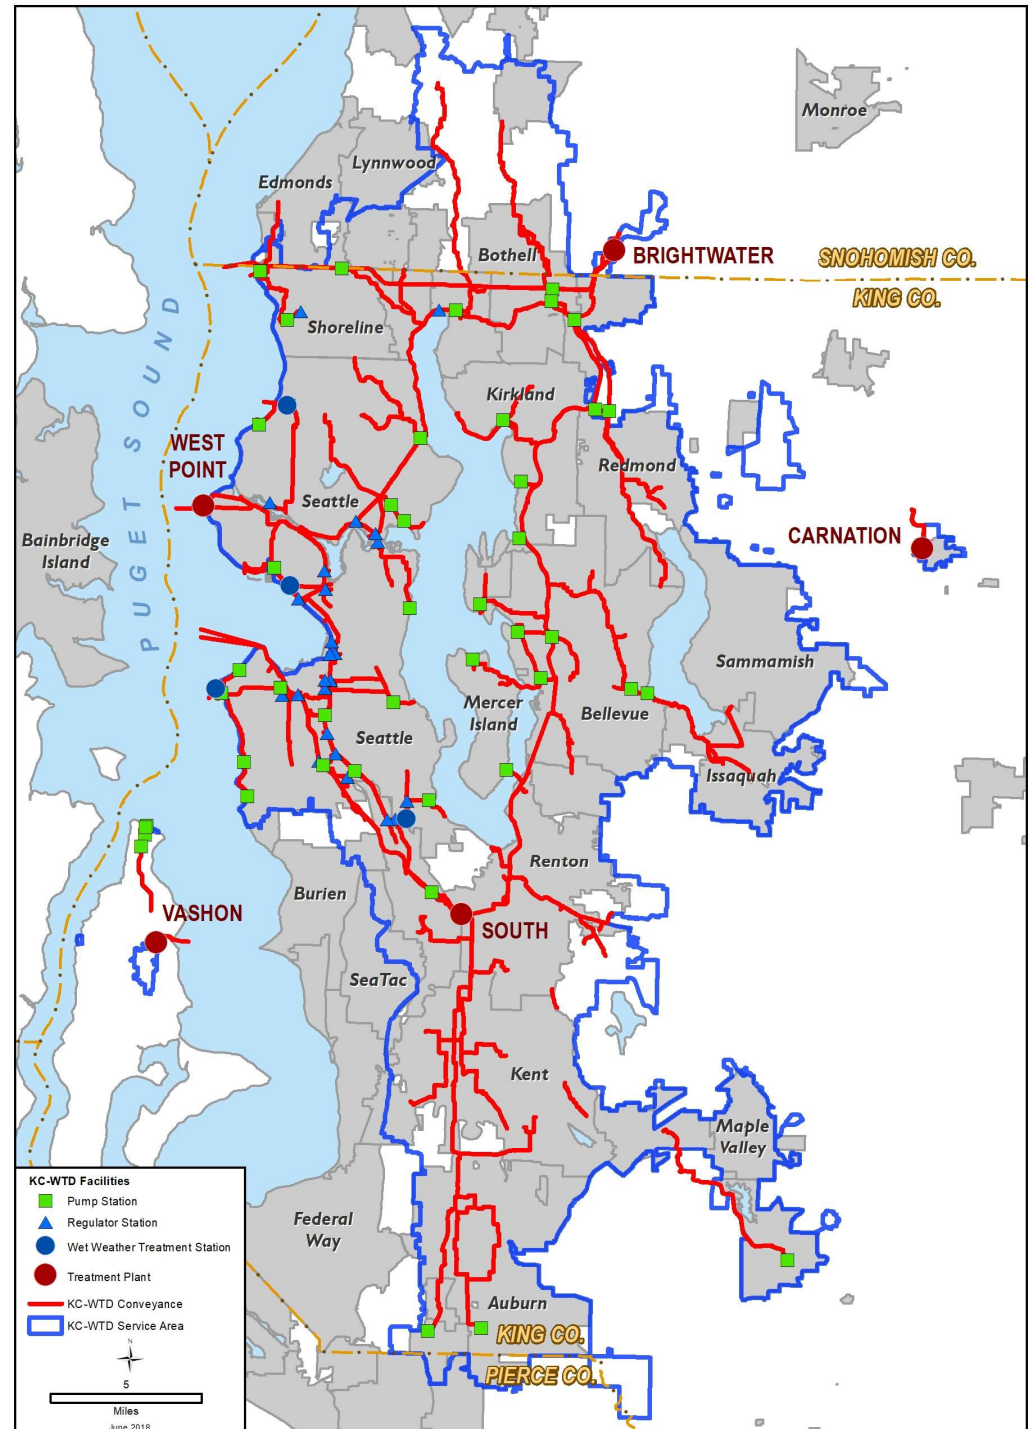 Monroe
Lynnwood
Edmonds
Bothell
BRIGHTWATER
SNOHOMISH CO.
KING CO.
Shoreline
PUGET SOUND
Kirkland
WEST
POINT
Redmond
Seattle
CARNATION
Bainbridge
Island
Sammamish
Mercer
Island
Bellevue
Seattle
Issaquah
Renton
Burien
VASHON
SOUTH
SeaTac
Kent
Maple
Valley
Federal
Way
Auburn
KING CO.
PIERCE CO.
KC-WTD Facilities
Pump Station
Regulator Station
Wet Weather Treatment Station
Treatment Plant
KC-WTD Conveyance
KC-WTD Service Area
N
5
Miles
June 2018